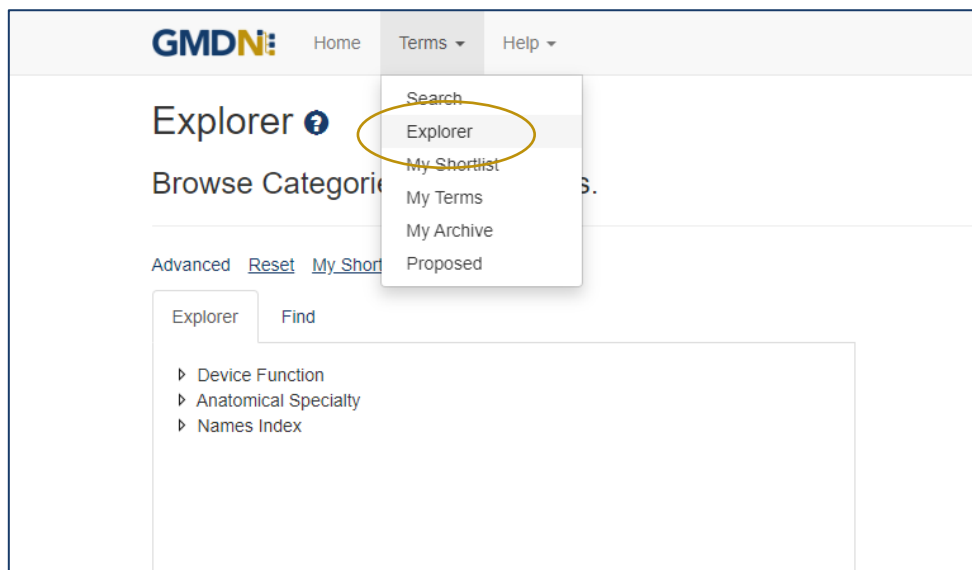 GMDN Home Terms Help
Search
Explorer
Explorer
My Shortlist
Browse Categorie s.
My Terms
My Archive
Proposed
Advanced Reset My Short
Explorer Find
Device Function
Anatomical Specialty
Names Index